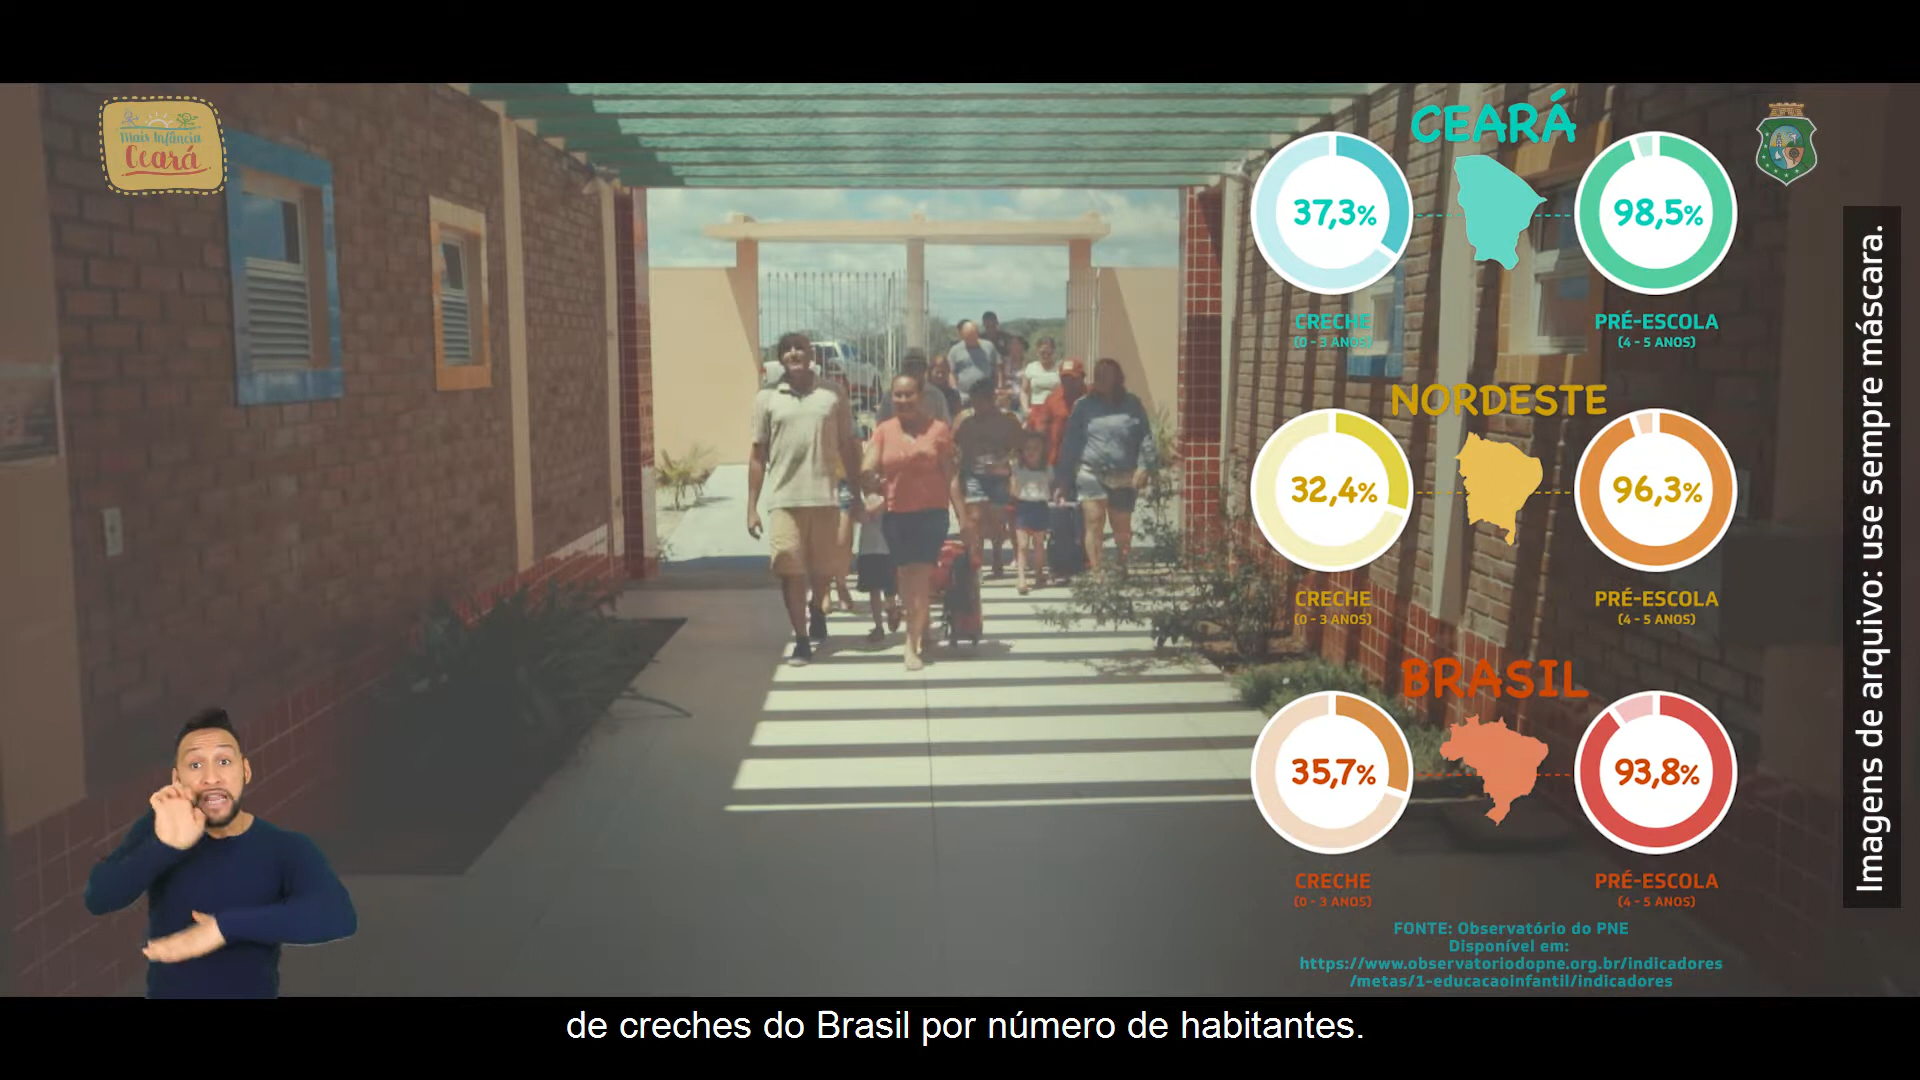 Mais Infância
Ceará
CEARÁ
37,3%
98,5%
CRECHE
(0 - 3 ANOS)
PRÉ-ESCOLA
(4 - 5 ANOS)
NORDESTE
32,4%
96,3%
CRECHE
(0 - 3 ANOS)
PRÉ-ESCOLA
(4 - 5 ANOS)
BRASIL
35,7%
93,8%
CRECHE
(0 - 3 ANOS)
PRÉ-ESCOLA
(4 - 5 ANOS)
FONTE: Observatório do PNE
Disponível em:
https://www.observatoriodopne.org.br/indicadores
/metas/1-educacaoinfantil/indicadores
Imagens de arquivo: use sempre máscara.
de creches do Brasil por número de habitantes.